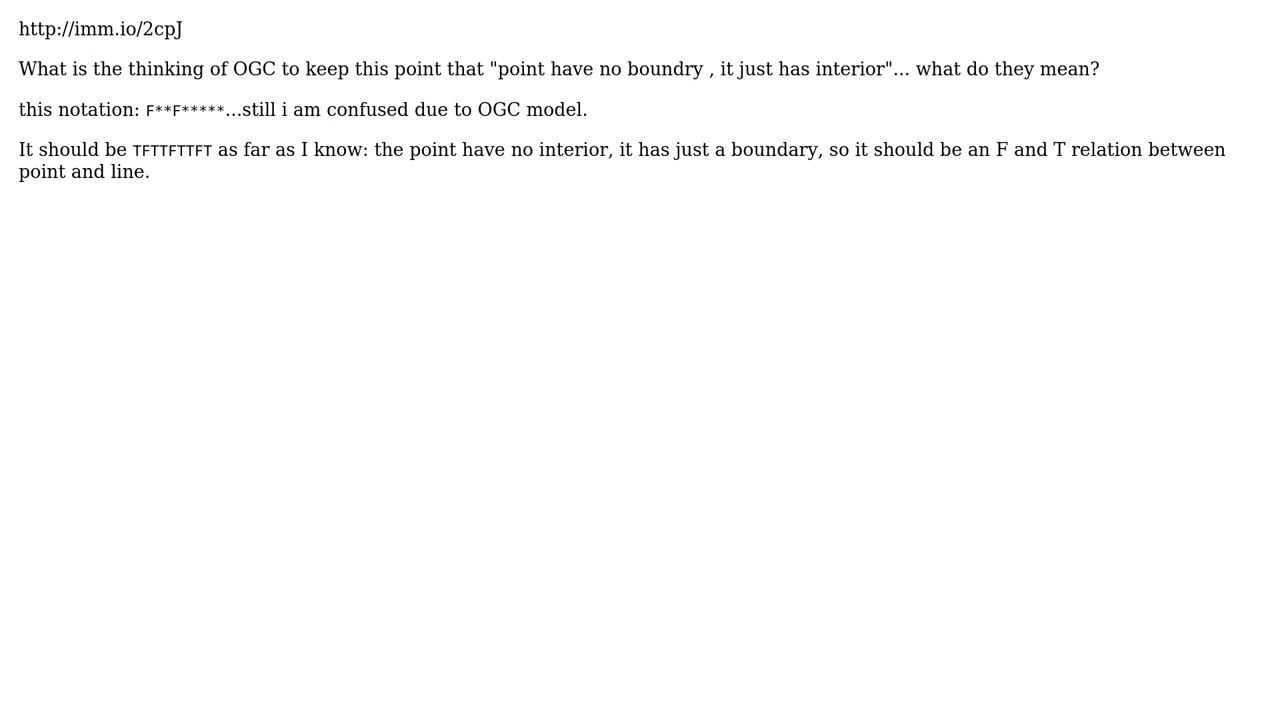 http://imm.io/2cpJ
What is the thinking of OGC to keep this point that "point have no boundry , it just has interior"... what do they mean?
this notation: F**F*****...still i am confused due to OGC model.
It should be TFTTFTTFT as far as I know: the point have no interior, it has just a boundary, so it should be an F and T relation between
point and line.